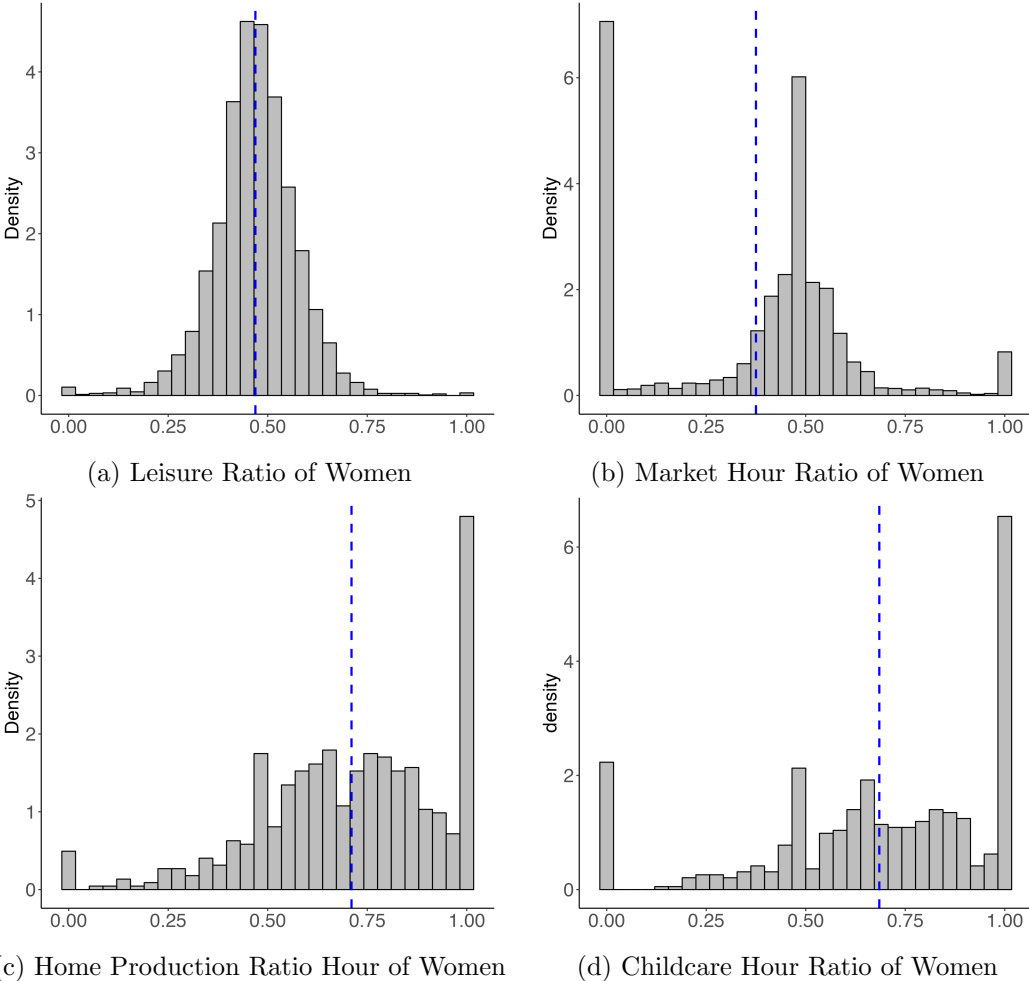 Density
4
3
2
1
0
0.00 0.25 0.50 0.75 1.00
(a) Leisure Ratio of Women
Density
6
4
2
0
0.00 0.25 0.50 0.75 1.00
(b) Market Hour Ratio of Women
Density
5
4
3
2
1
0
0.00 0.25 0.50 0.75 1.00
c) Home Production Ratio Hour of Women
density
6
4
2
0
0.00 0.25 0.50 0.75 1.00
(d) Childcare Hour Ratio of Women